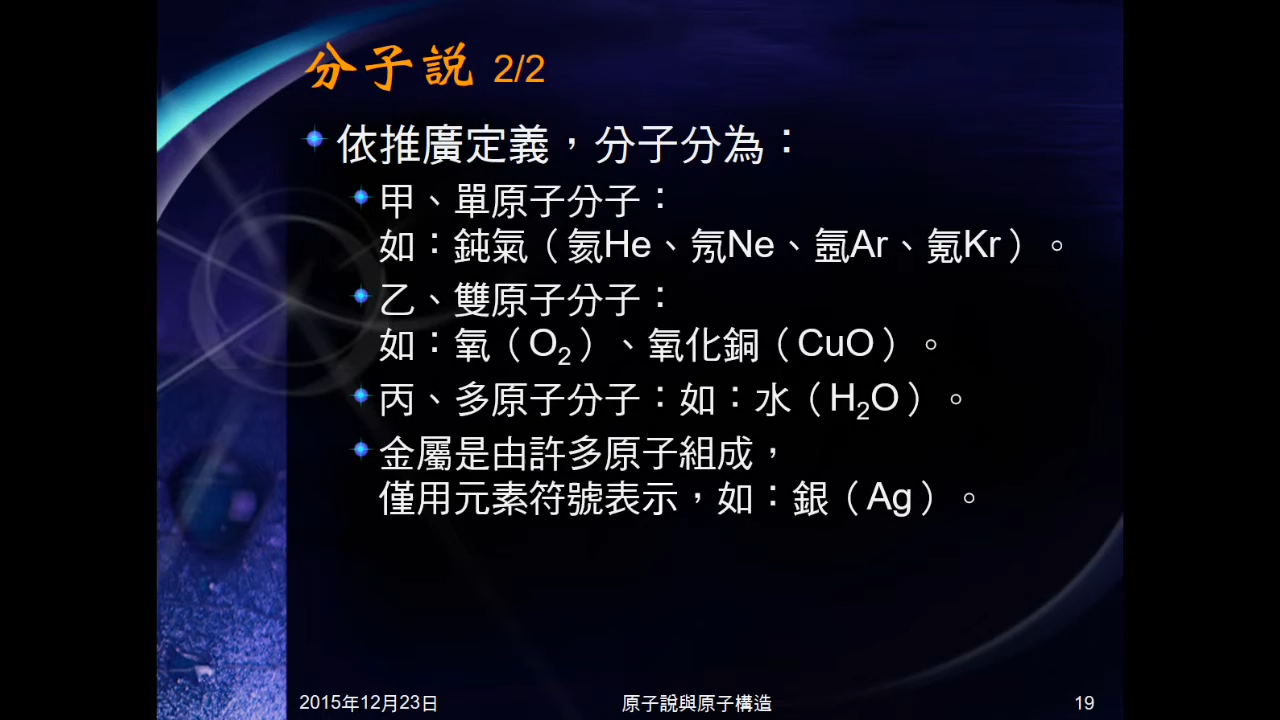 分子說 2/2
依推廣定義，分子分為：
甲、單原子分子：
如：鈍氣（氦He、氖Ne、氬Ar、氪Kr）。
乙、雙原子分子：
如：氧（O₂）、氧化銅（CuO）。
丙、多原子分子：如：水（H₂O）。
金屬是由許多原子組成，
僅用元素符號表示，如：銀（Ag）。
2015年12月23日
原子說與原子構造
19